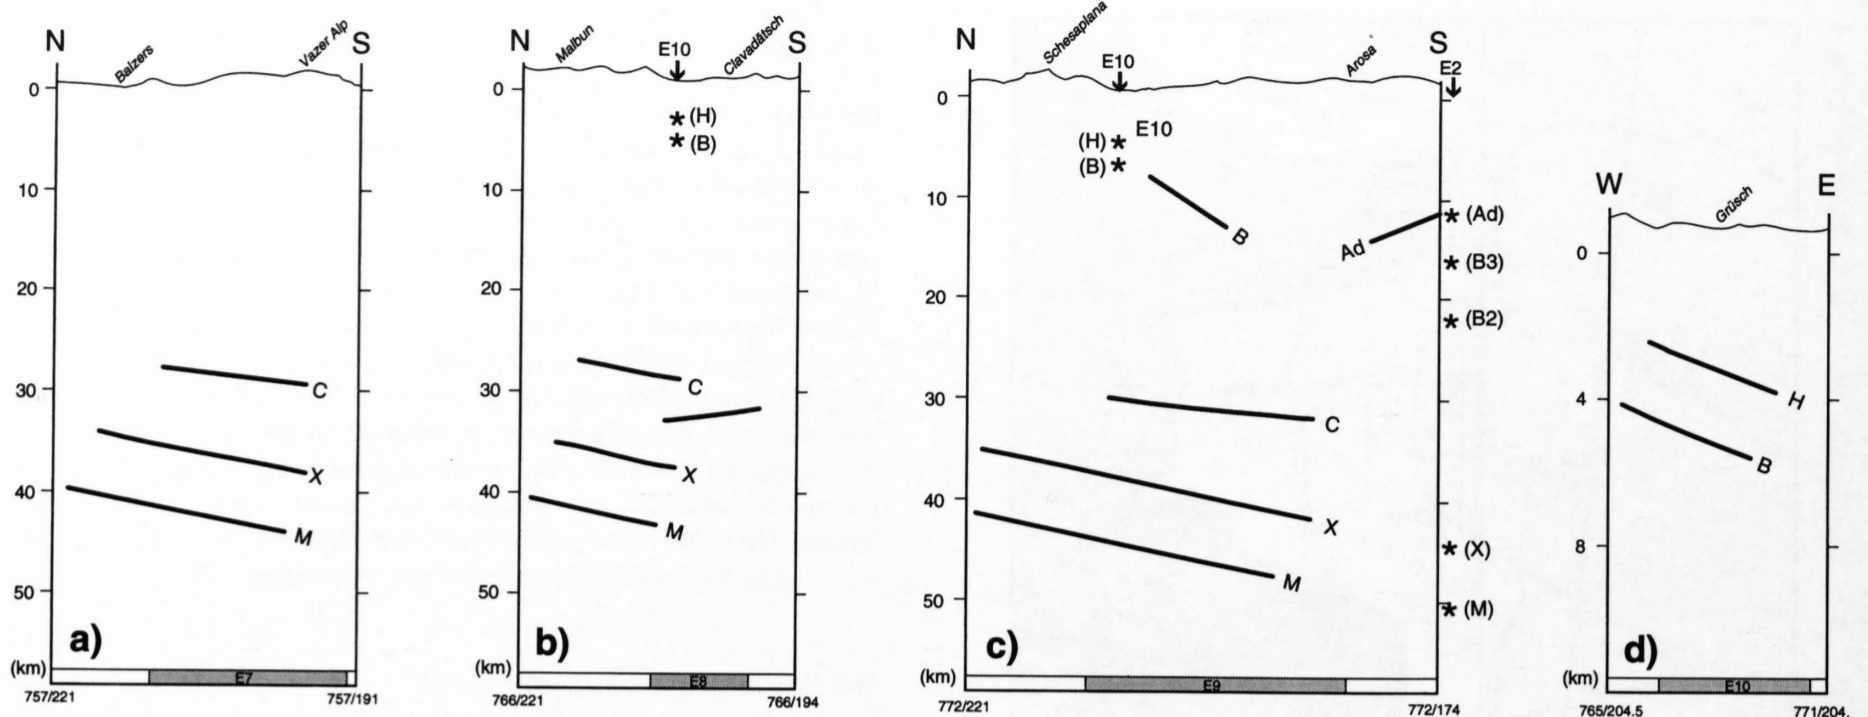 N
Balzers
Vazer Alp
S
0
10
20
30
40
50
C
X
M
a)
(km)
E7
757/221
757/191
N
Malbun
E10
Clavadätsch
S
0
10
20
30
40
50
(H)
(B)
C
X
M
b)
(km)
E8
766/221
766/194
N
Schesaplana
E10
Arosa
S
E2
0
10
20
30
40
50
(H)
E10
(B)
B
Ad
(Ad)
(B3)
(B2)
C
X
(X)
M
(M)
c)
(km)
E9
772/221
772/174
W
Grüsch
E
0
4
8
H
B
d)
(km)
E10
765/204.5
771/204.